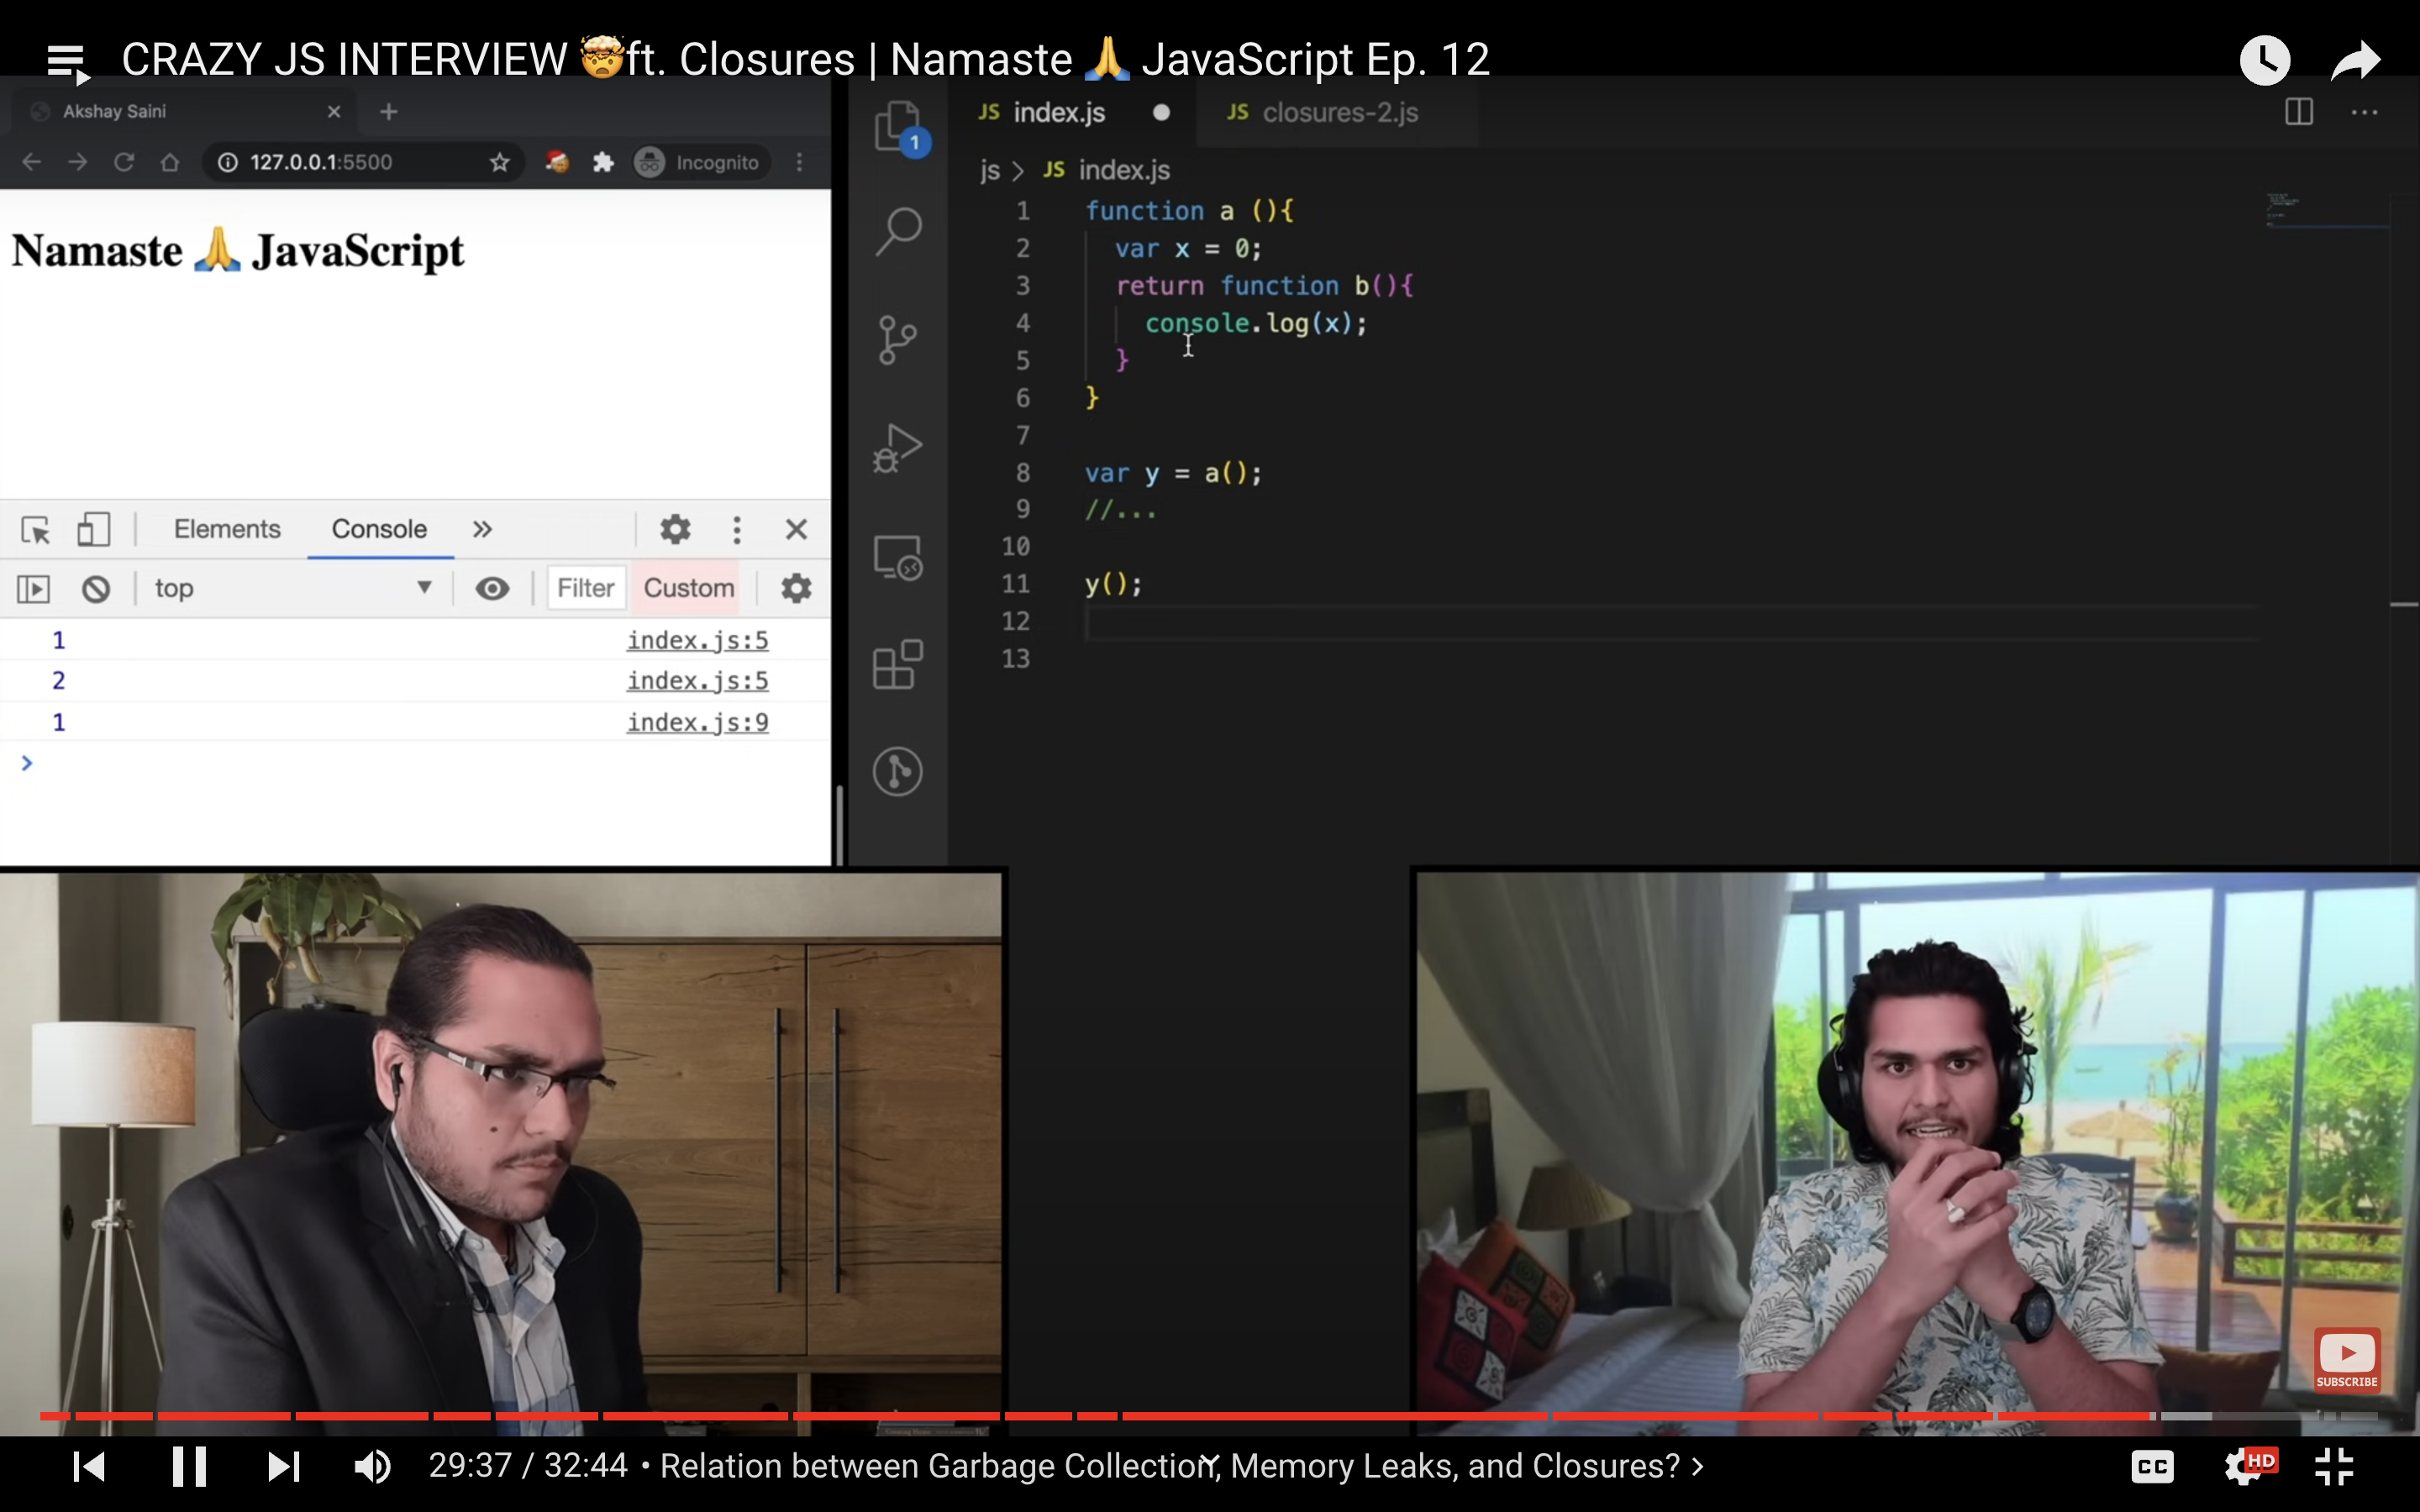 CRAZY JS INTERVIEW 🤯ft. Closures | Namaste 🙏 JavaScript Ep. 12
Akshay Saini
127.0.0.1:5500
Incognito
Namaste 🙏 JavaScript
Elements
Console
top
Filter
Custom
1 index.js:5
2 index.js:5
1 index.js:9
1
JS index.js
JS closures-2.js
js > JS index.js
1 function a (){
2 var x = 0;
3 return function b(){
4 console.log(x);
5 }
6 }
7
8 var y = a();
9 //...
10
11 y();
12
13
SUBSCRIBE
29:37 / 32:44 • Relation between Garbage Collection, Memory Leaks, and Closures? >
CC
HD